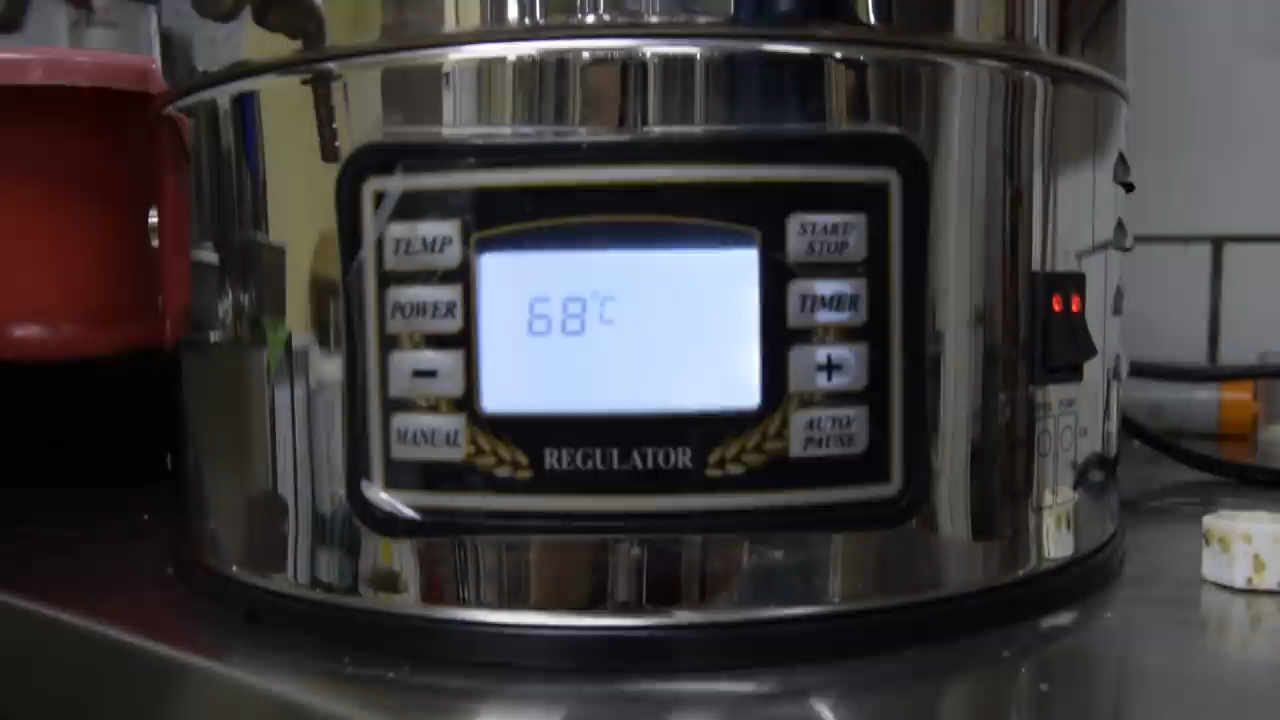 TEMP
START/
STOP
POWER
68°C
TIMER
−
+
MANUAL
AUTO/
PAUSE
REGULATOR